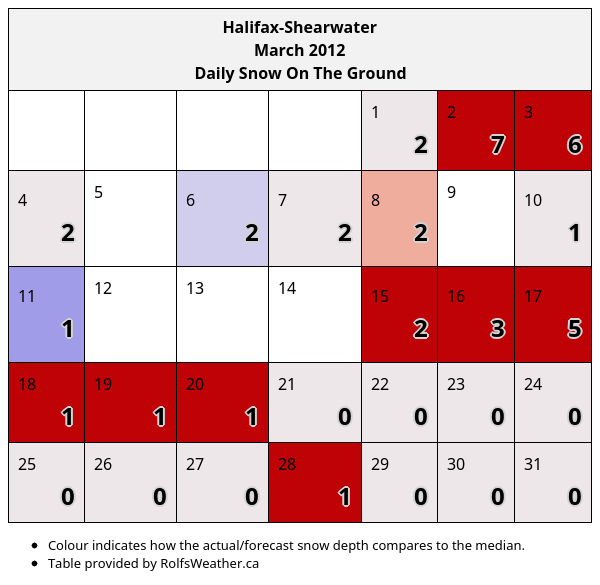 Halifax-Shearwater
March 2012
Daily Snow On The Ground
1 2 3
2 7 6
4 5 6 7 8 9 10
2 2 2 2 1
11 12 13 14 15 16 17
1 2 3 5
18 19 20 21 22 23 24
1 1 1 0 0 0 0
25 26 27 28 29 30 31
0 0 0 1 0 0 0
• Colour indicates how the actual/forecast snow depth compares to the median.
• Table provided by RolfsWeather.ca